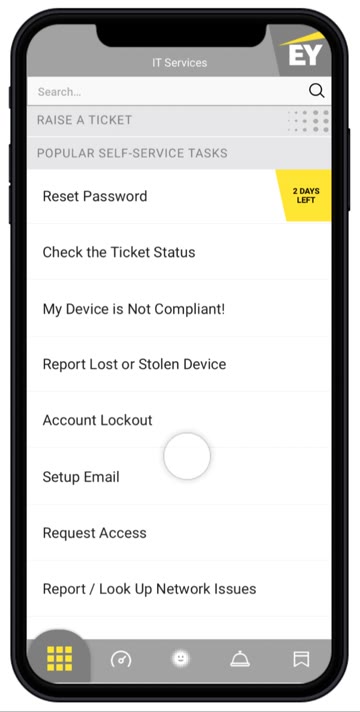 IT Services
EY
Search...
RAISE A TICKET
POPULAR SELF-SERVICE TASKS
Reset Password
2 DAYS
LEFT
Check the Ticket Status
My Device is Not Compliant!
Report Lost or Stolen Device
Account Lockout
Setup Email
Request Access
Report / Look Up Network Issues